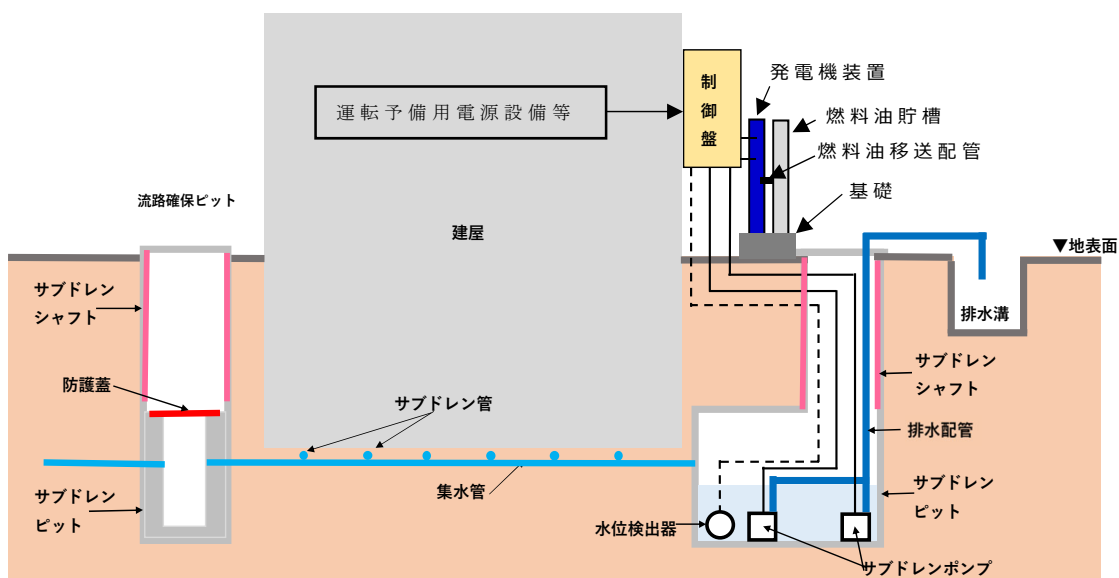 運転予備用電源設備等
制
御
盤
発電機装置
燃料油貯槽
燃料油移送配管
基礎
流路確保ピット
建屋
▼地表面
サブドレン
シャフト
排水溝
防護蓋
サブドレン管
サブドレン
シャフト
排水配管
集水管
サブドレン
ピット
サブドレン
ピット
水位検出器
サブドレンポンプ